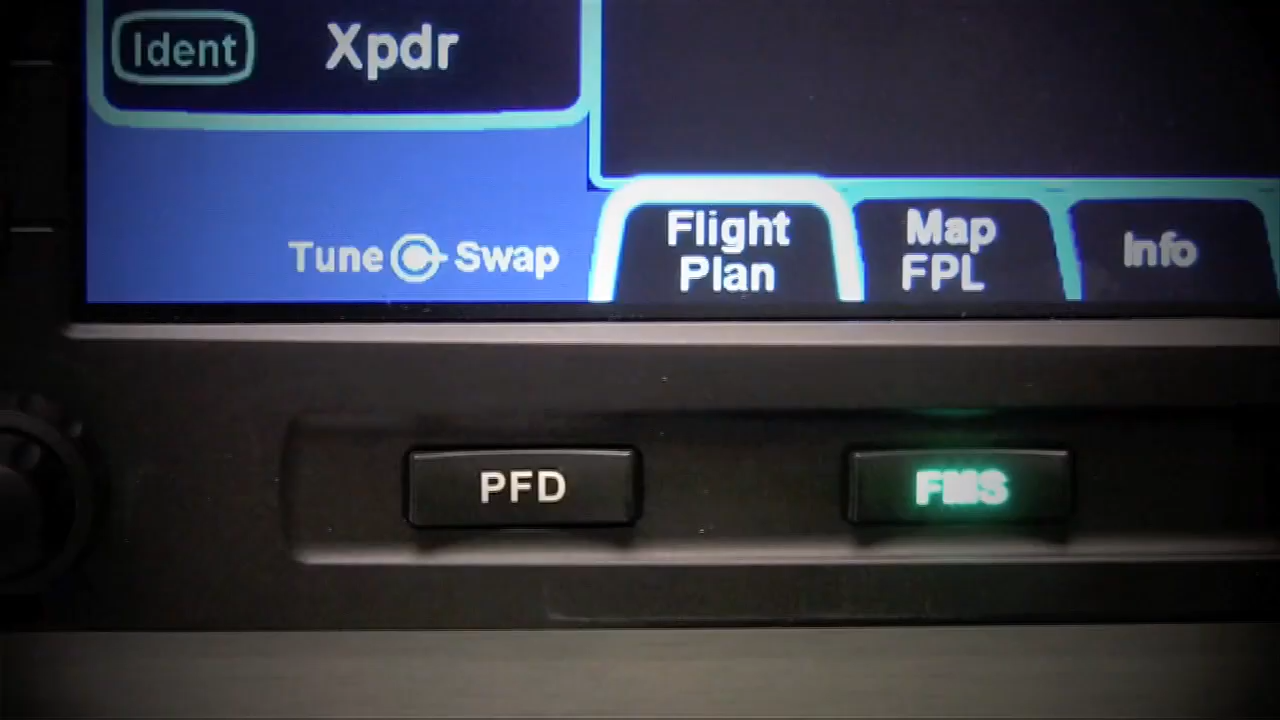 Ident Xpdr
Tune Swap
Flight
Plan
Map
FPL
Info
PFD
FMS